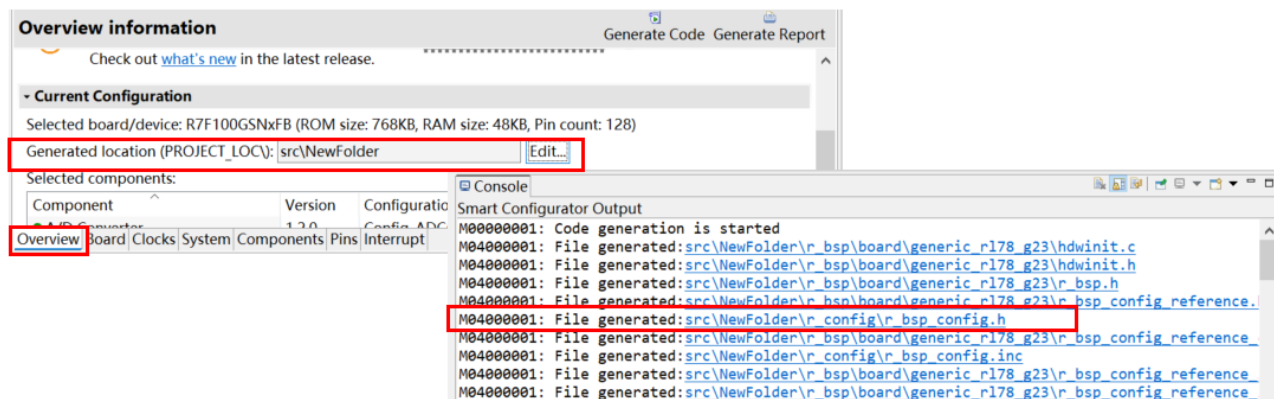 Overview information
Generate Code Generate Report
Check out what's new in the latest release.
Current Configuration
Selected board/device: R7F100GSNxFB (ROM size: 768KB, RAM size: 48KB, Pin count: 128)
Generated location (PROJECT_LOC\): src\NewFolder Edit...
Selected components:
Component Version Configuratio
Overview Board Clocks System Components Pins Interrupt
Console
Smart Configurator Output
M00000001: Code generation is started
M04000001: File generated:src\NewFolder\r_bsp\board\generic_rl78_g23\hdwinit.c
M04000001: File generated:src\NewFolder\r_bsp\board\generic_rl78_g23\hdwinit.h
M04000001: File generated:src\NewFolder\r_bsp\board\generic_rl78_g23\r_bsp.h
M04000001: File generated:src\NewFolder\r_bsp\board\generic_rl78_g23\r_bsp_config_reference.
M04000001: File generated:src\NewFolder\r_config\r_bsp_config.h
M04000001: File generated:src\NewFolder\r_bsp\board\generic_rl78_g23\r_bsp_config_reference_
M04000001: File generated:src\NewFolder\r_config\r_bsp_config.inc
M04000001: File generated:src\NewFolder\r_bsp\board\generic_rl78_g23\r_bsp_config_reference_
M04000001: File generated:src\NewFolder\r_bsp\board\generic_rl78_g23\r_bsp_config_reference_